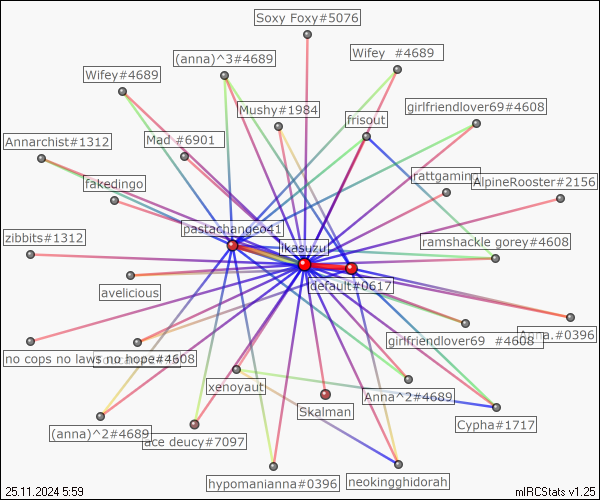 Soxy Foxy#5076
(anna)^3#4689
Wifey  #4689
Wifey#4689
Mushy#1984
girlfriendlover69#4608
frisout
Annarchist#1312
Mad #6901
rattgamin
fakedingo
AlpineRooster#2156
pastachangeo41
zibbits#1312
ikasuzu
ramshackle gorey#4608
default#0617
avelicious
Anna.#0396
girlfriendlover69  #4608
no cops no laws no hope#4608
xenoyaut
Anna^2#4689
Skalman
Cypha#1717
(anna)^2#4689
ace deucy#7097
hypomanianna#0396
neokingghidorah
25.11.2024 5:59
mIRCStats v1.25